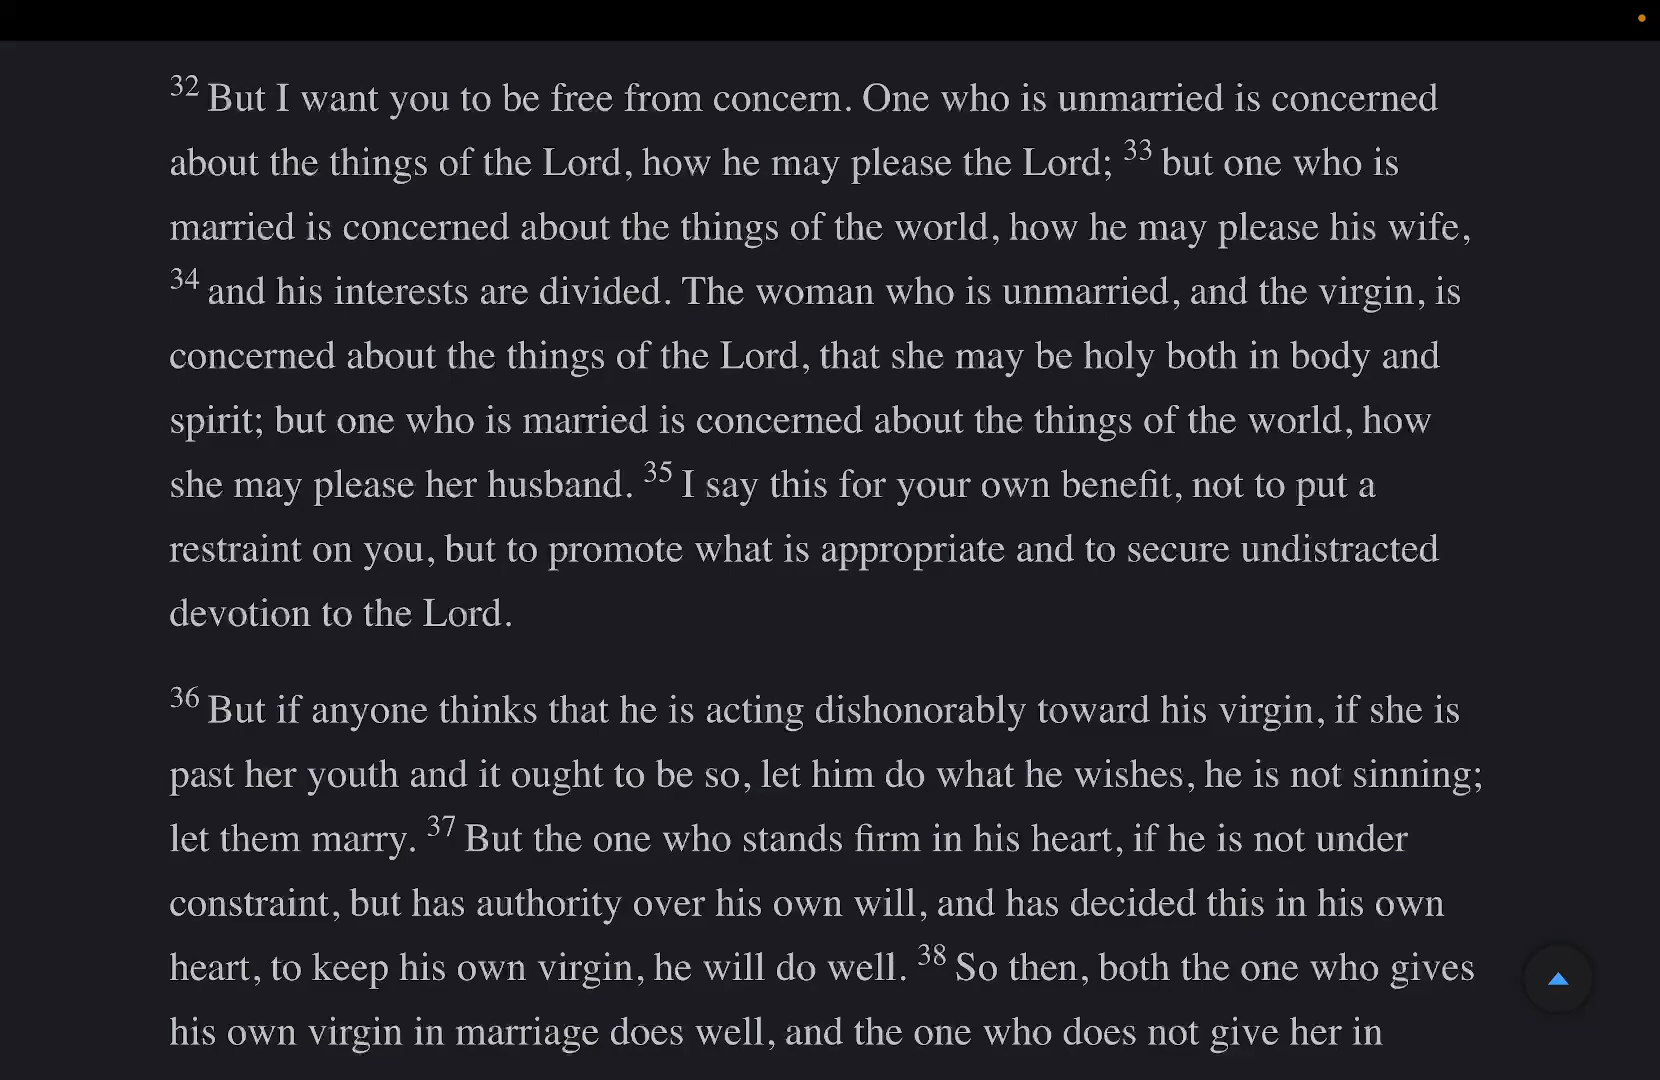 32 But I want you to be free from concern. One who is unmarried is concerned
about the things of the Lord, how he may please the Lord; 33 but one who is
married is concerned about the things of the world, how he may please his wife,
34 and his interests are divided. The woman who is unmarried, and the virgin, is
concerned about the things of the Lord, that she may be holy both in body and
spirit; but one who is married is concerned about the things of the world, how
she may please her husband. 35 I say this for your own benefit, not to put a
restraint on you, but to promote what is appropriate and to secure undistracted
devotion to the Lord.
36 But if anyone thinks that he is acting dishonorably toward his virgin, if she is
past her youth and it ought to be so, let him do what he wishes, he is not sinning;
let them marry. 37 But the one who stands firm in his heart, if he is not under
constraint, but has authority over his own will, and has decided this in his own
heart, to keep his own virgin, he will do well. 38 So then, both the one who gives
his own virgin in marriage does well, and the one who does not give her in